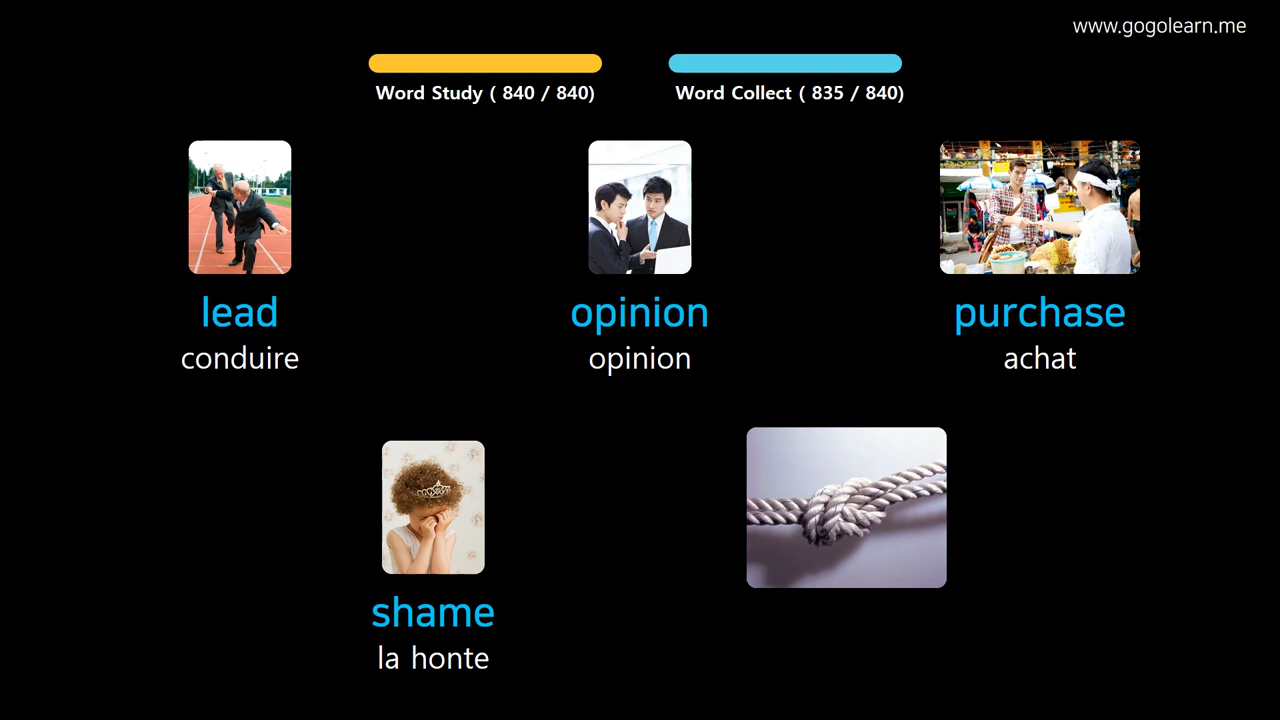 www.gogolearn.me
Word Study ( 840 / 840)
Word Collect ( 835 / 840)
lead
conduire
opinion
opinion
purchase
achat
shame
la honte